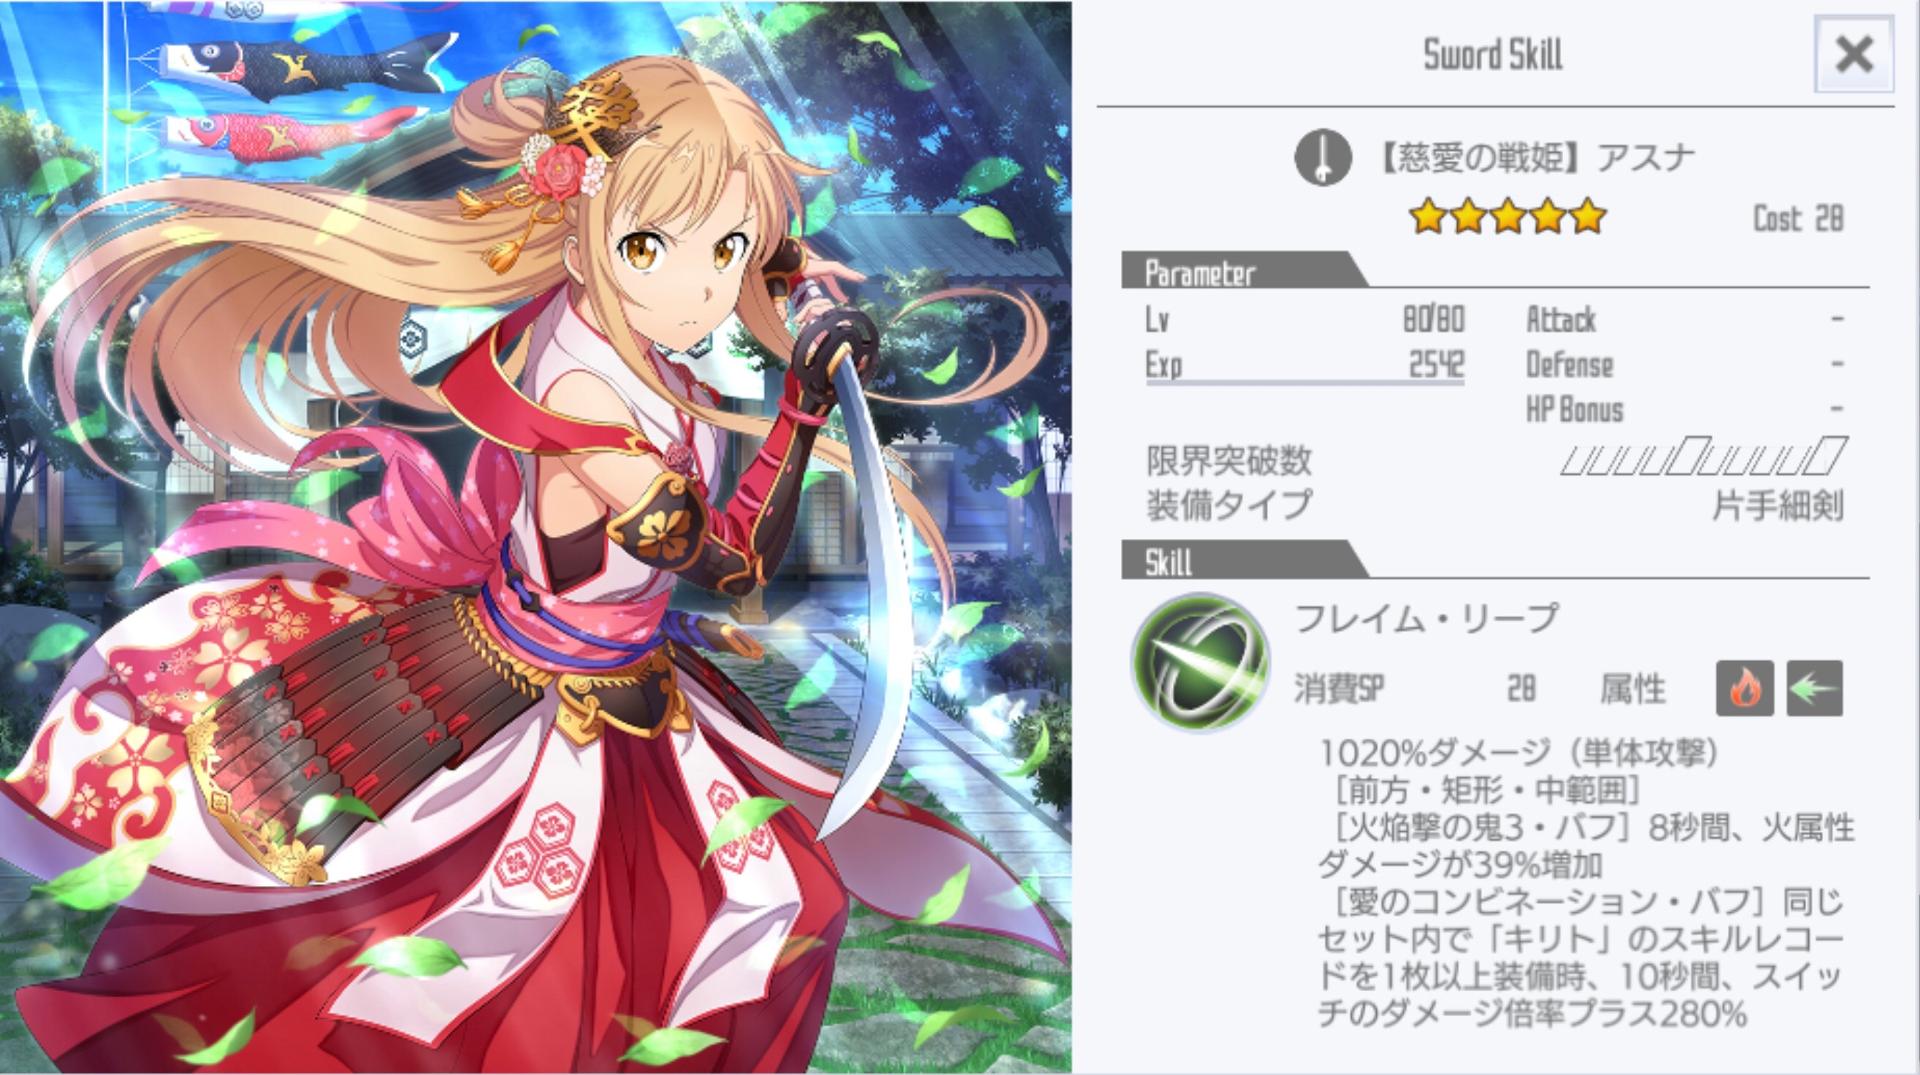 愛
Sword Skill
【慈愛の戦姫】アスナ
Cost 28
Parameter
Lv 80/80
Attack -
Exp 2542
Defense -
HP Bonus -
限界突破数
装備タイプ 片手細剣
Skill
フレイム・リープ
消費SP 28 属性
1020%ダメージ（単体攻撃）
［前方・矩形・中範囲］
［火焔撃の鬼3・バフ］8秒間、火属性
ダメージが39%増加
［愛のコンビネーション・バフ］同じ
セット内で「キリト」のスキルレコー
ドを1枚以上装備時、10秒間、スイッ
チのダメージ倍率プラス280%